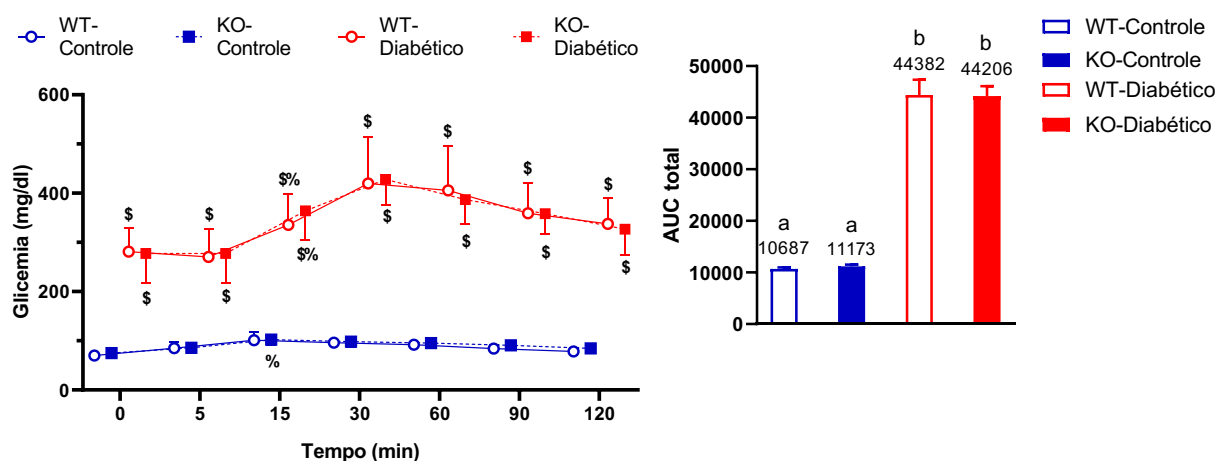 WT-
Controle
KO-
Controle
WT-
Diabético
KO-
Diabético
Glicemia (mg/dl)
600
400
200
0
$
$
$%
$
$
$
$
$
$
$%
$
$
$
$
%
0 5 15 30 60 90 120
Tempo (min)
AUC total
50000
40000
30000
20000
10000
0
a
10687
a
11173
b
44382
b
44206
WT-Controle
KO-Controle
WT-Diabético
KO-Diabético